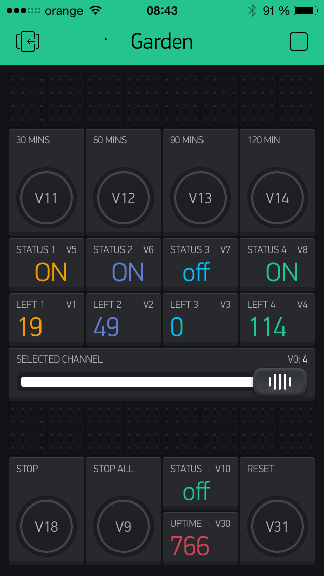 orange 08:43 91 %
Garden
30 MINS 60 MINS 90 MINS 120 MIN
V11 V12 V13 V14
STATUS 1 V5 STATUS 2 V6 STATUS 3 V7 STATUS 4 V8
ON ON off ON
LEFT 1 V1 LEFT 2 V2 LEFT 3 V3 LEFT 4 V4
19 49 0 114
SELECTED CHANNEL V0: 4
STOP STOP ALL STATUS V10 RESET
off
V18 V9 V31
UPTIME V30
766